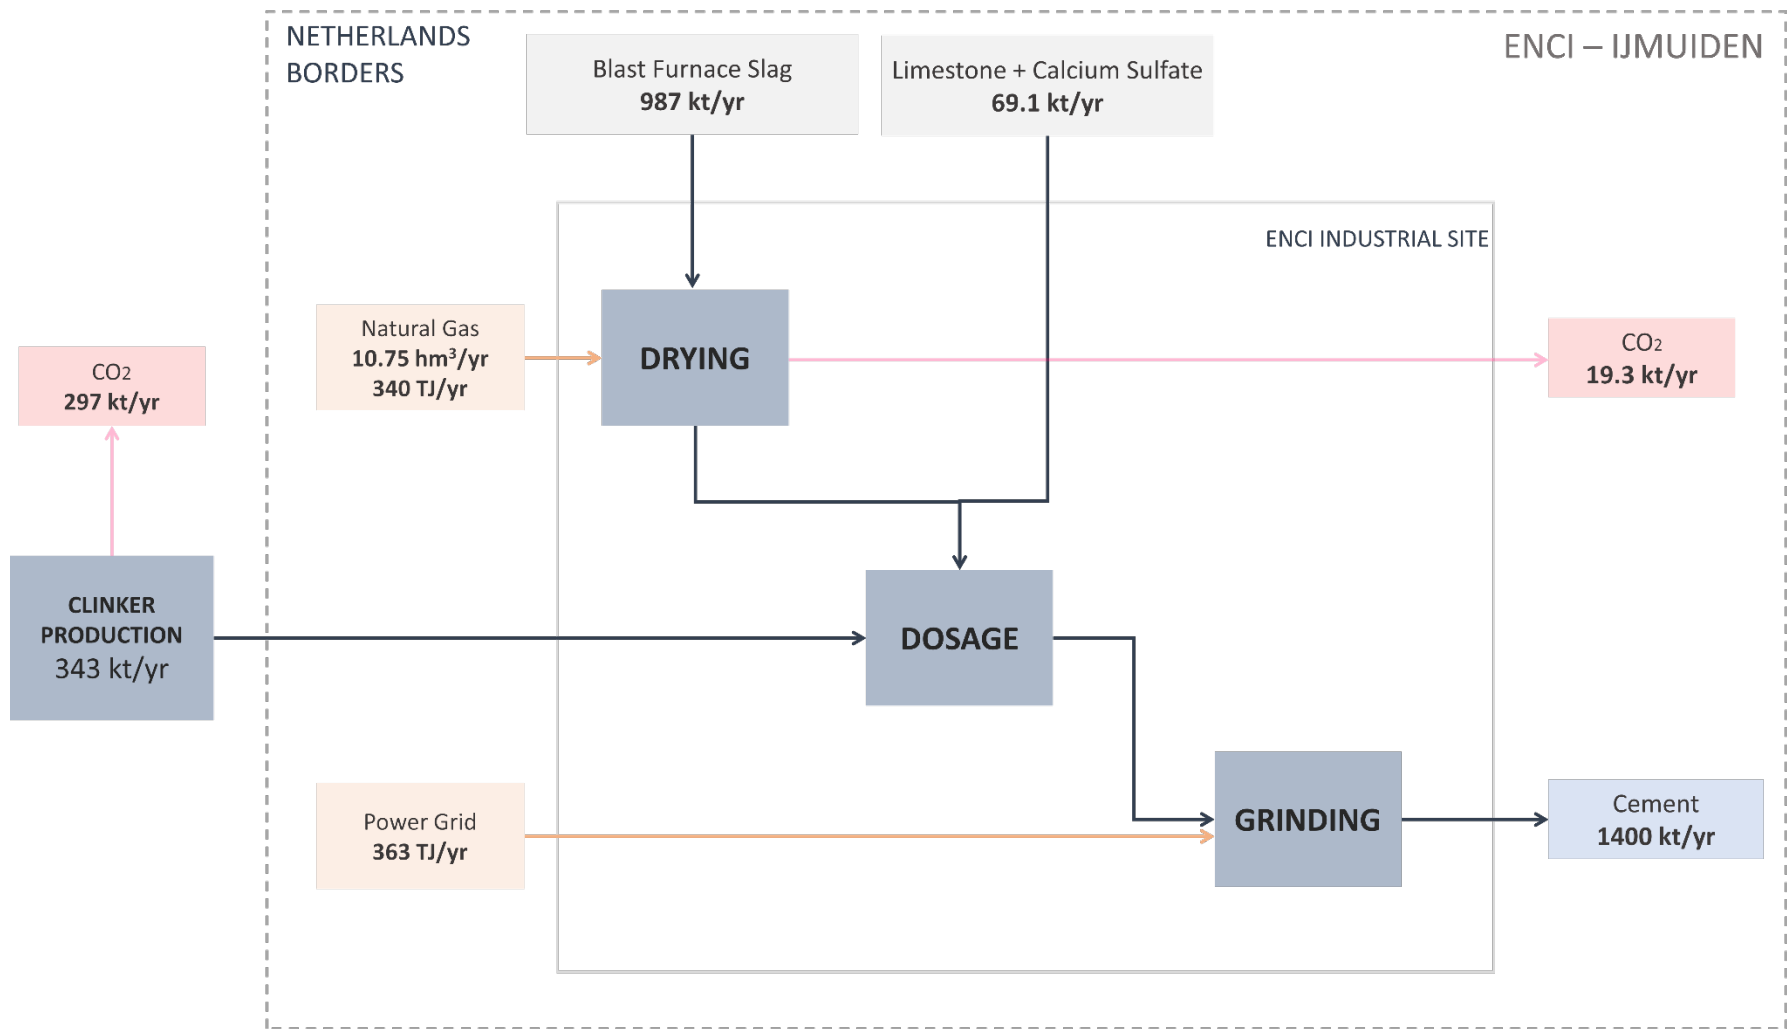 NETHERLANDS
BORDERS
ENCI – IJMUIDEN
Blast Furnace Slag
987 kt/yr
Limestone + Calcium Sulfate
69.1 kt/yr
ENCI INDUSTRIAL SITE
Natural Gas
10.75 hm³/yr
340 TJ/yr
DRYING
CO₂
19.3 kt/yr
CO₂
297 kt/yr
CLINKER
PRODUCTION
343 kt/yr
DOSAGE
Power Grid
363 TJ/yr
GRINDING
Cement
1400 kt/yr